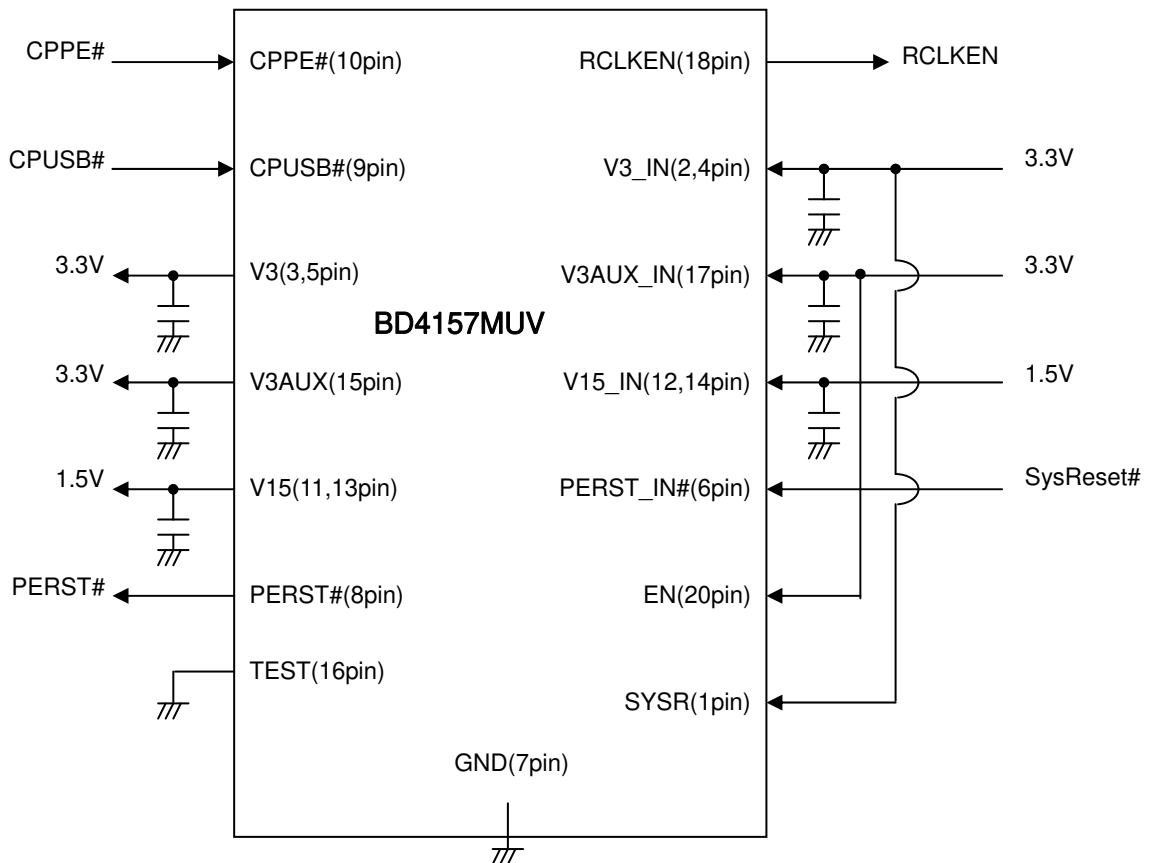 CPPE#
CPPE#(10pin)
RCLKEN(18pin)
RCLKEN
CPUSB#
CPUSB#(9pin)
V3_IN(2,4pin)
3.3V
3.3V
V3(3,5pin)
V3AUX_IN(17pin)
3.3V
BD4157MUV
3.3V
V3AUX(15pin)
V15_IN(12,14pin)
1.5V
1.5V
V15(11,13pin)
PERST_IN#(6pin)
SysReset#
PERST#
PERST#(8pin)
EN(20pin)
TEST(16pin)
SYSR(1pin)
GND(7pin)